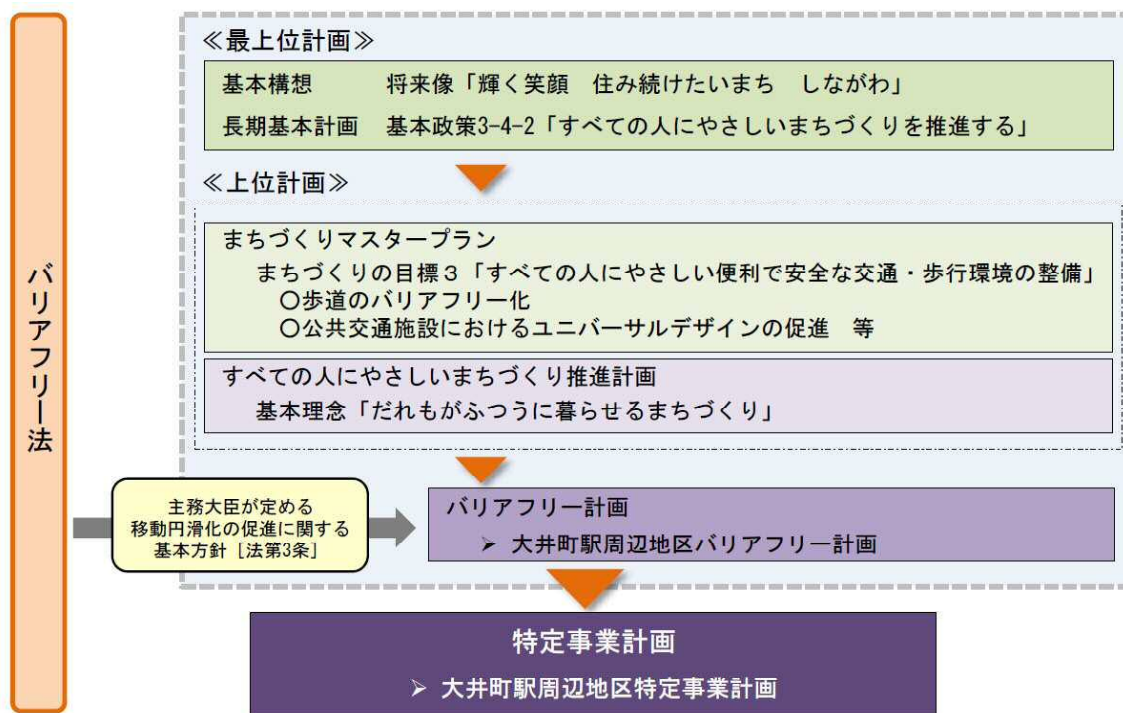 バリアフリー法
≪最上位計画≫
基本構想　将来像「輝く笑顔　住み続けたいまち　しながわ」
長期基本計画　基本政策3-4-2「すべての人にやさしいまちづくりを推進する」
≪上位計画≫
まちづくりマスタープラン
まちづくりの目標３「すべての人にやさしい便利で安全な交通・歩行環境の整備」
〇歩道のバリアフリー化
〇公共交通施設におけるユニバーサルデザインの促進　等
すべての人にやさしいまちづくり推進計画
基本理念「だれもがふつうに暮らせるまちづくり」
主務大臣が定める
移動円滑化の促進に関する
基本方針［法第3条］
バリアフリー計画
➢ 大井町駅周辺地区バリアフリー計画
特定事業計画
➢ 大井町駅周辺地区特定事業計画